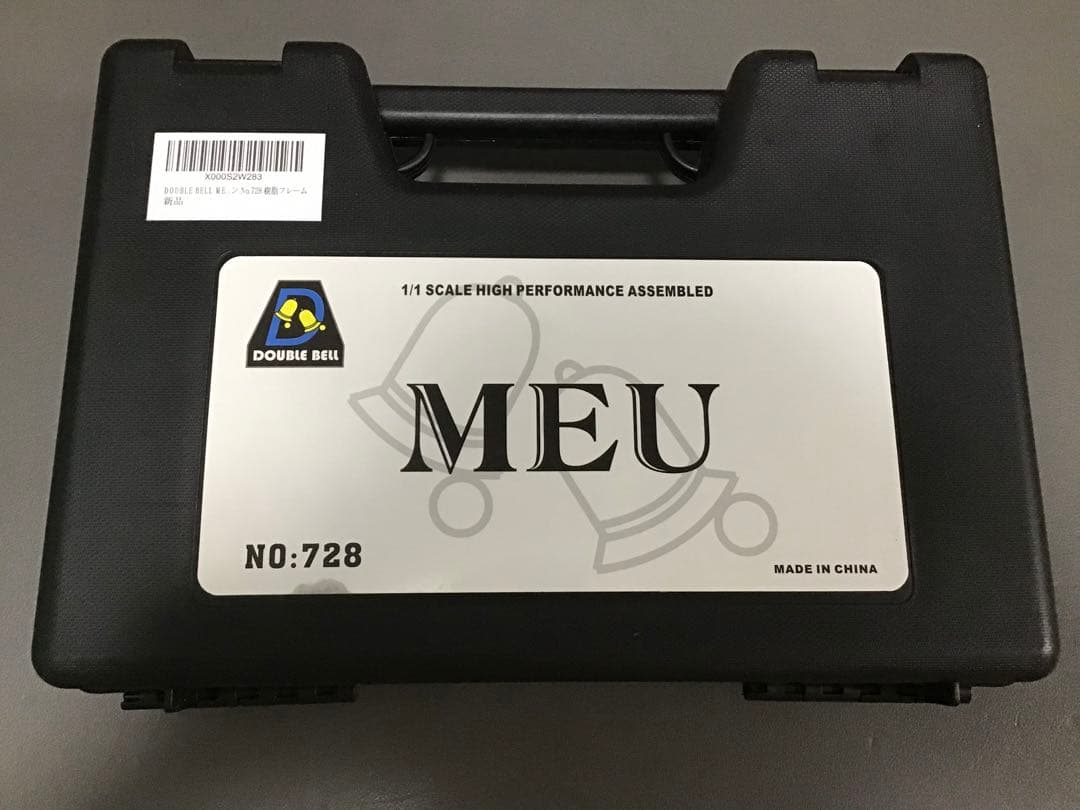 X000S2W283
DOUBLE BELL M.E. ン No.728 樹脂フレーム
新品
1/1 SCALE HIGH PERFORMANCE ASSEMBLED
D
DOUBLE BELL
MEU
NO:728
MADE IN CHINA